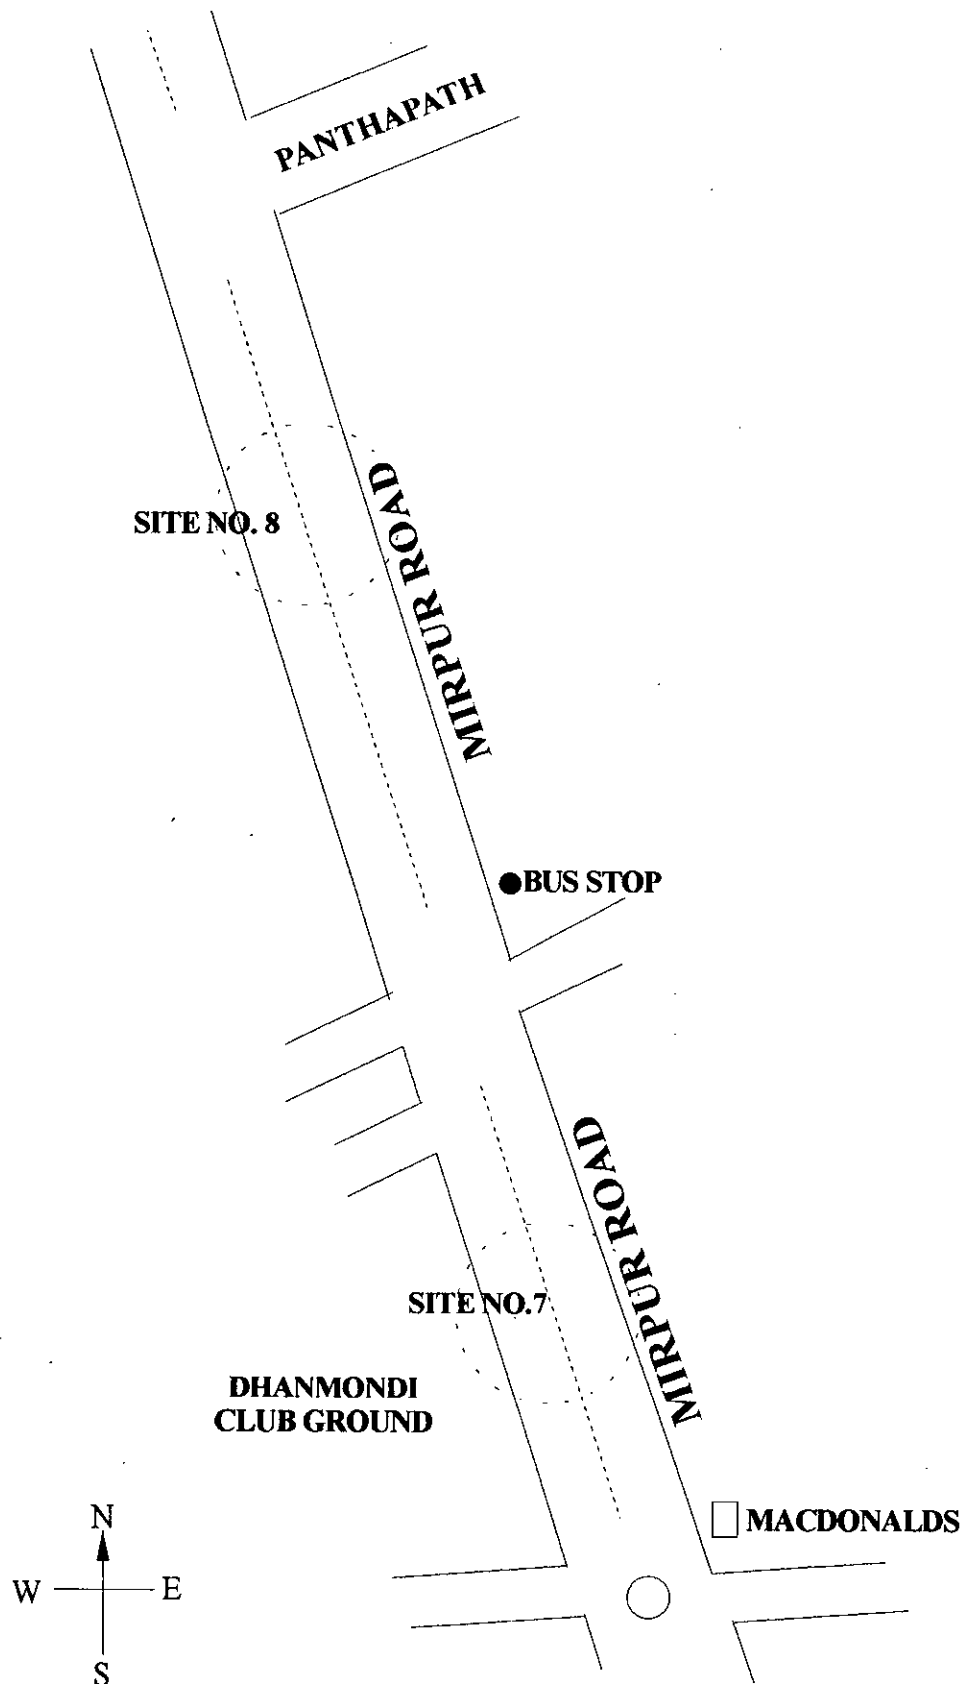 PANTHAPATH
MIRPUR ROAD
SITE NO. 8
BUS STOP
MIRPUR ROAD
SITE NO.7
DHANMONDI
CLUB GROUND
MACDONALDS
N
W E
S